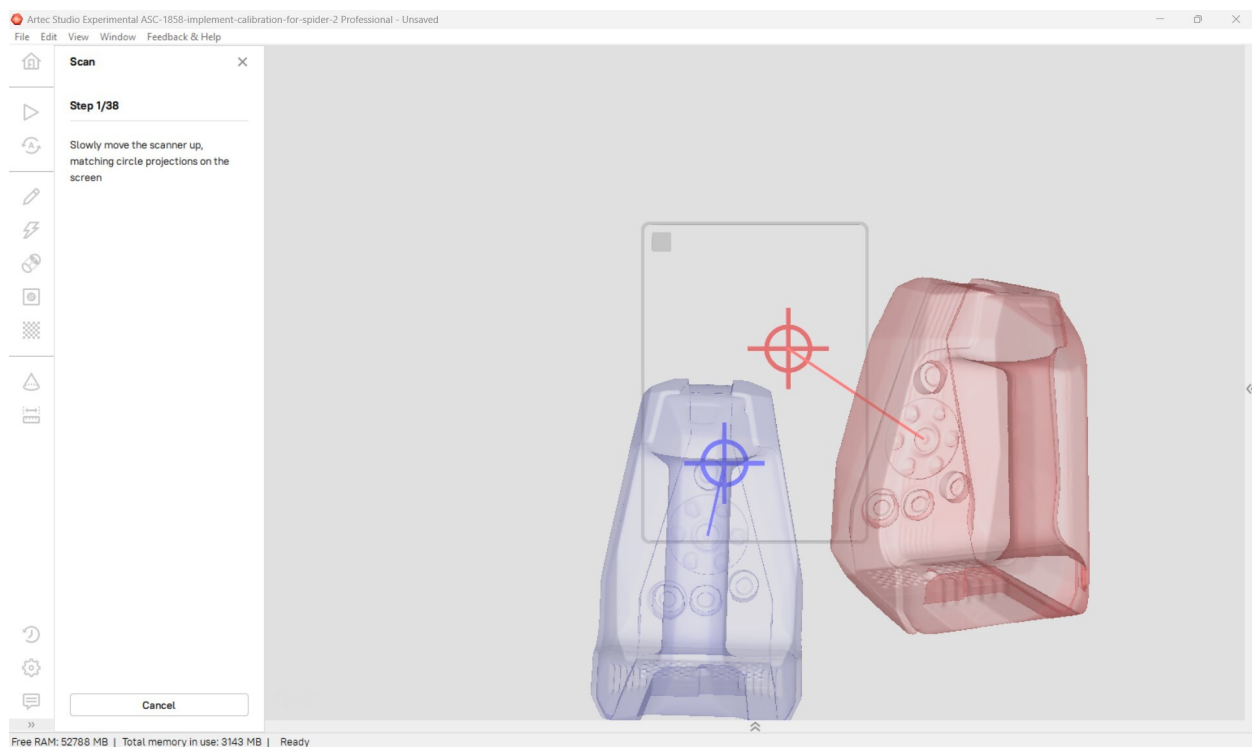 Artec Studio Experimental ASC-1858-implement-calibration-for-spider-2 Professional - Unsaved
File Edit View Window Feedback & Help
Scan
Step 1/38
Slowly move the scanner up,
matching circle projections on the
screen
Cancel
Free RAM: 52788 MB | Total memory in use: 3143 MB | Ready